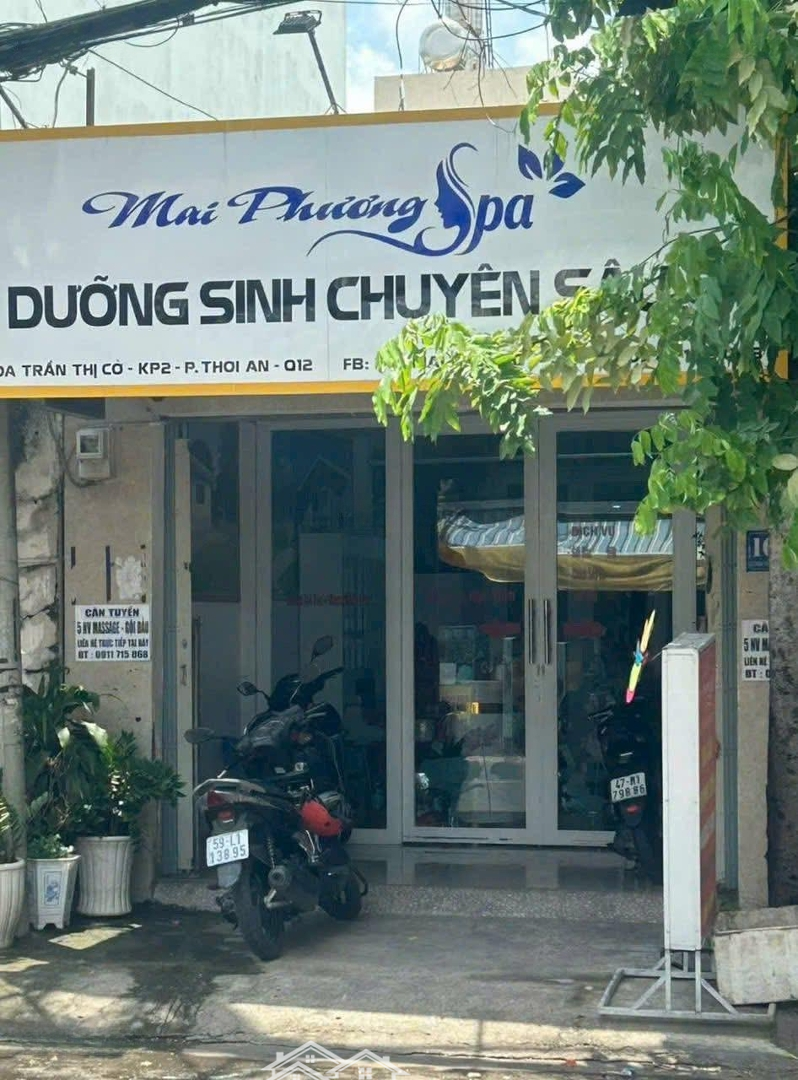 Mai Phương Spa
DƯỠNG SINH CHUYÊN
TRẦN THỊ CỜ - KP2 - P. THOI AN - Q12 FB:
DỊCH VỤ
CẦN TUYỂN
5 NV MASSAGE - GỘI ĐẦU
LIÊN HỆ TRỰC TIẾP TẠI ĐÂY
ĐT : 0911 715 868
5 NV
LIÊN HỆ
ĐT :
59-L1
138 95
47-M1
798 86